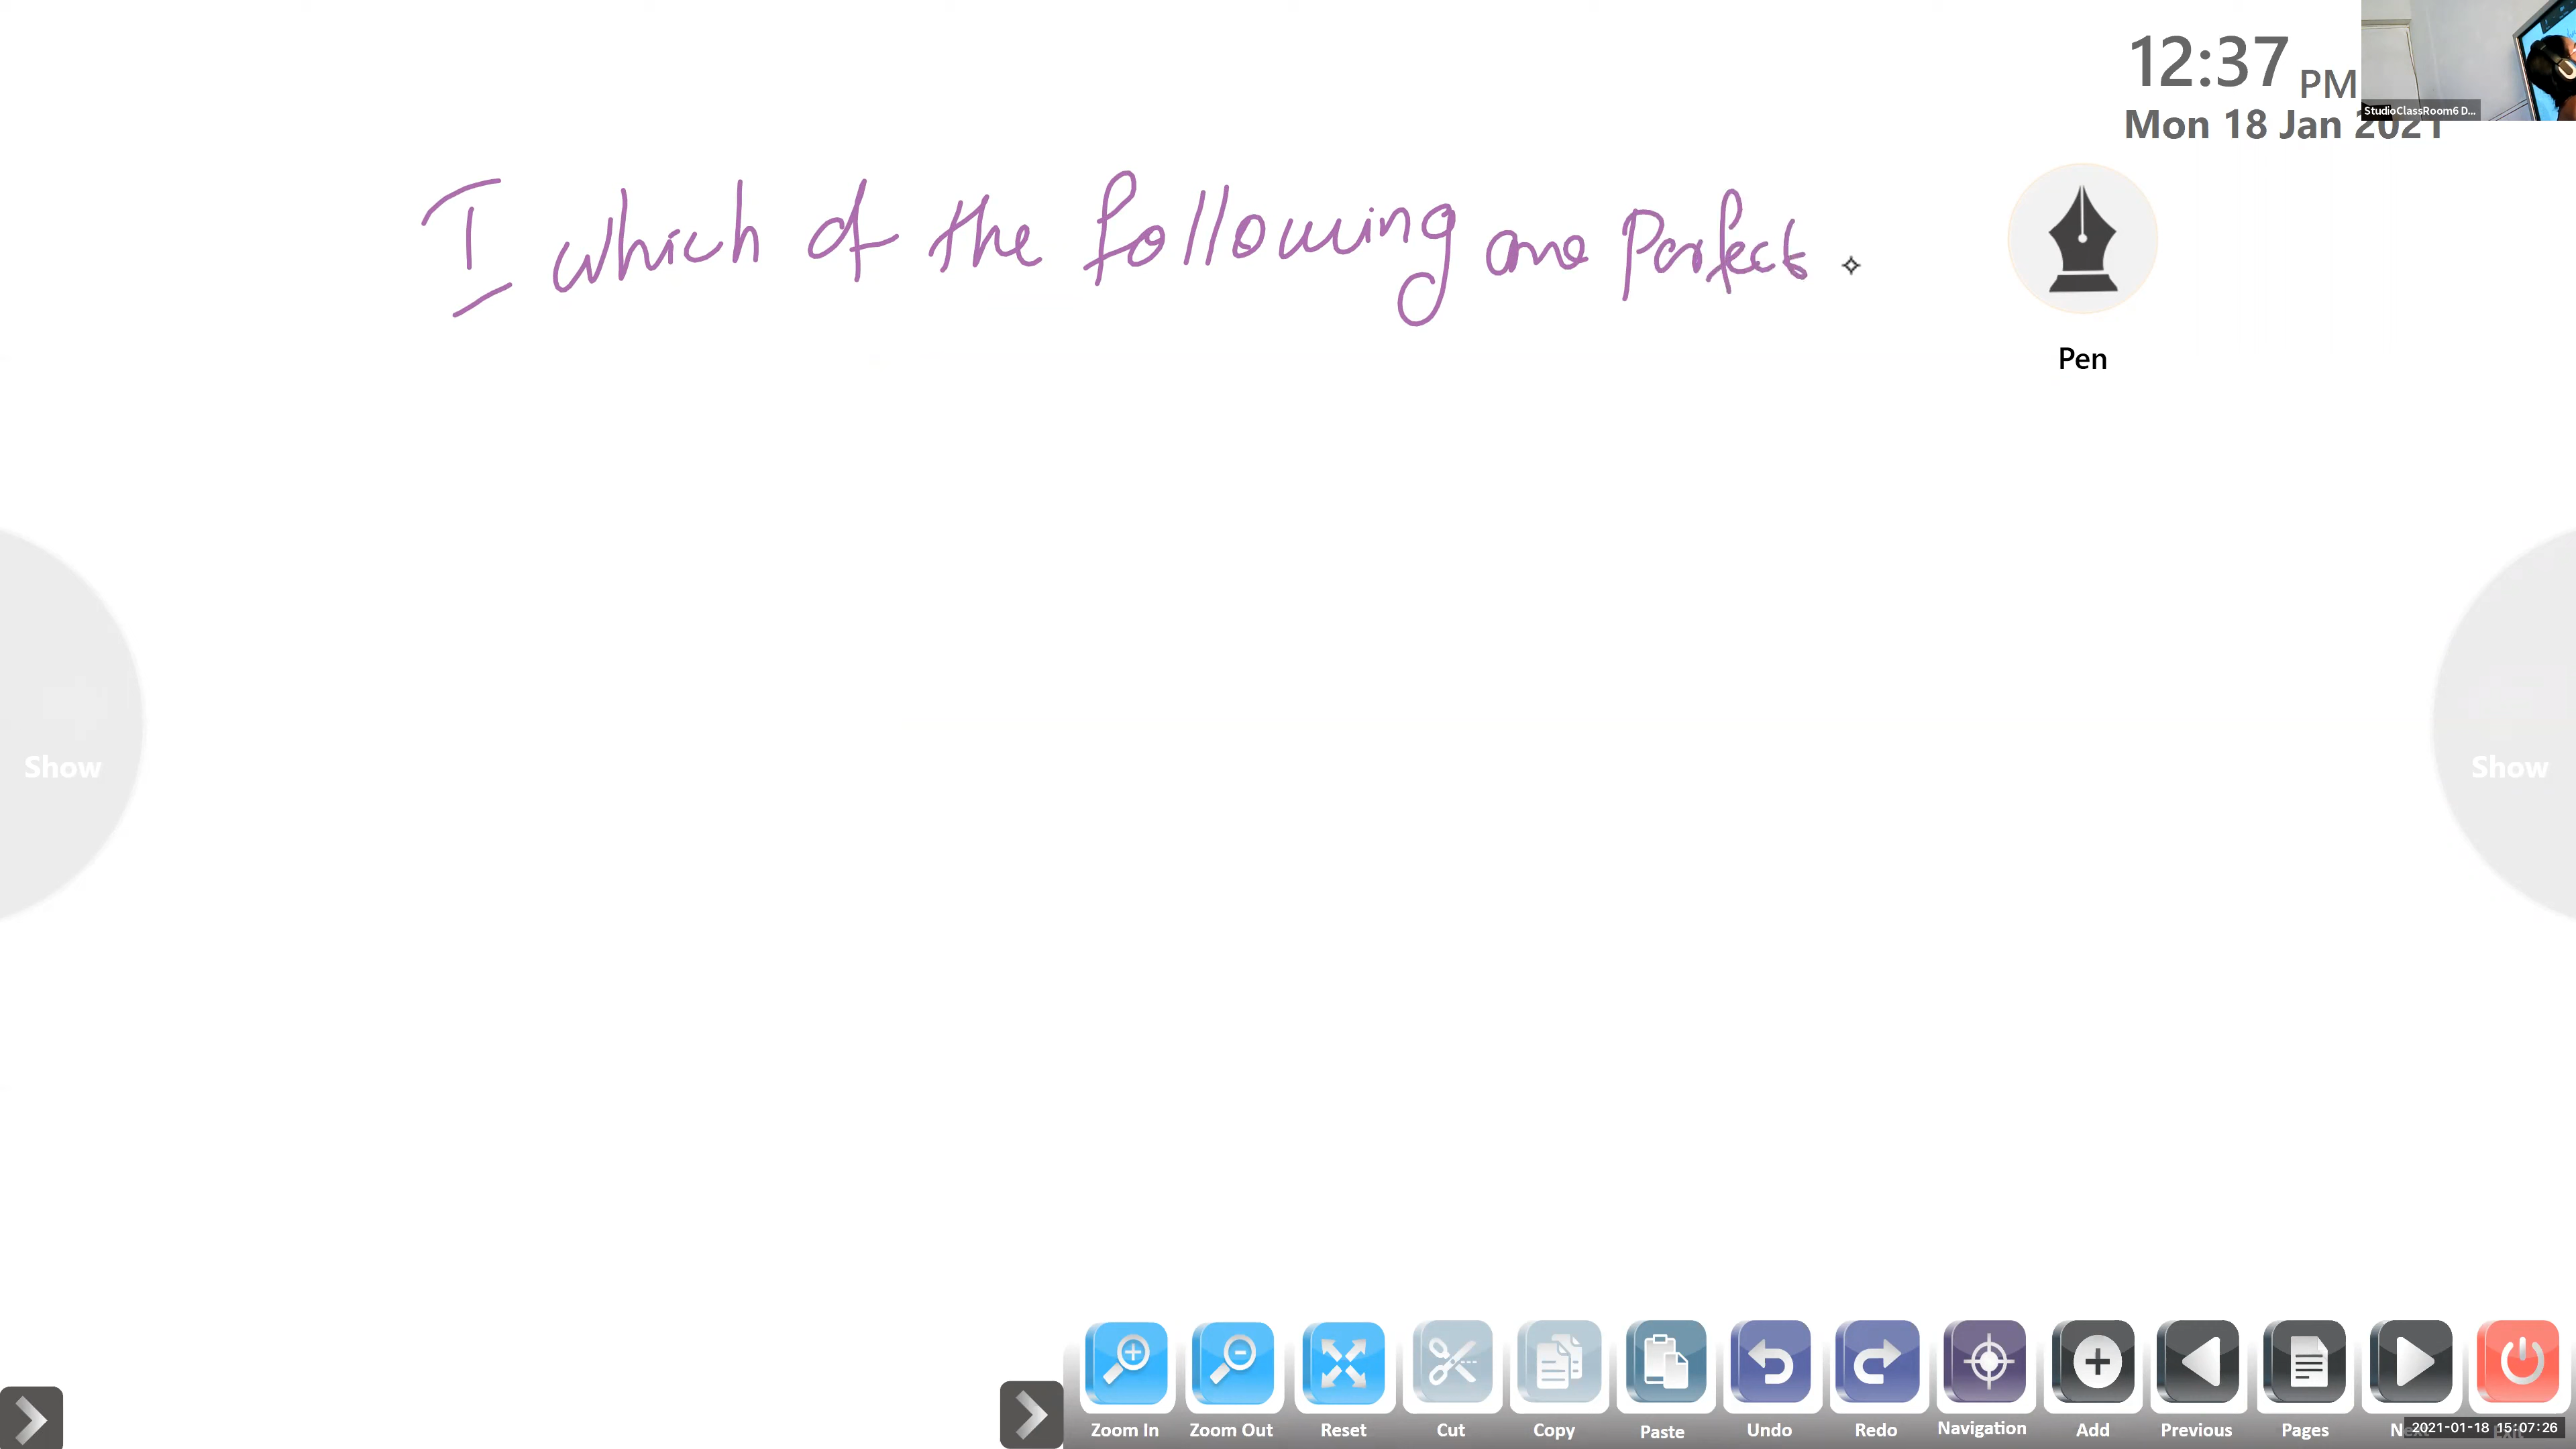 12:37 PM
StudioClassRoom6 D...
Mon 18 Jan 2021
I which of the following are Perfect
Pen
Show
Show
Zoom In
Zoom Out
Reset
Cut
Copy
Paste
Undo
Redo
Navigation
Add
Previous
Pages
2021-01-18 15:07:26